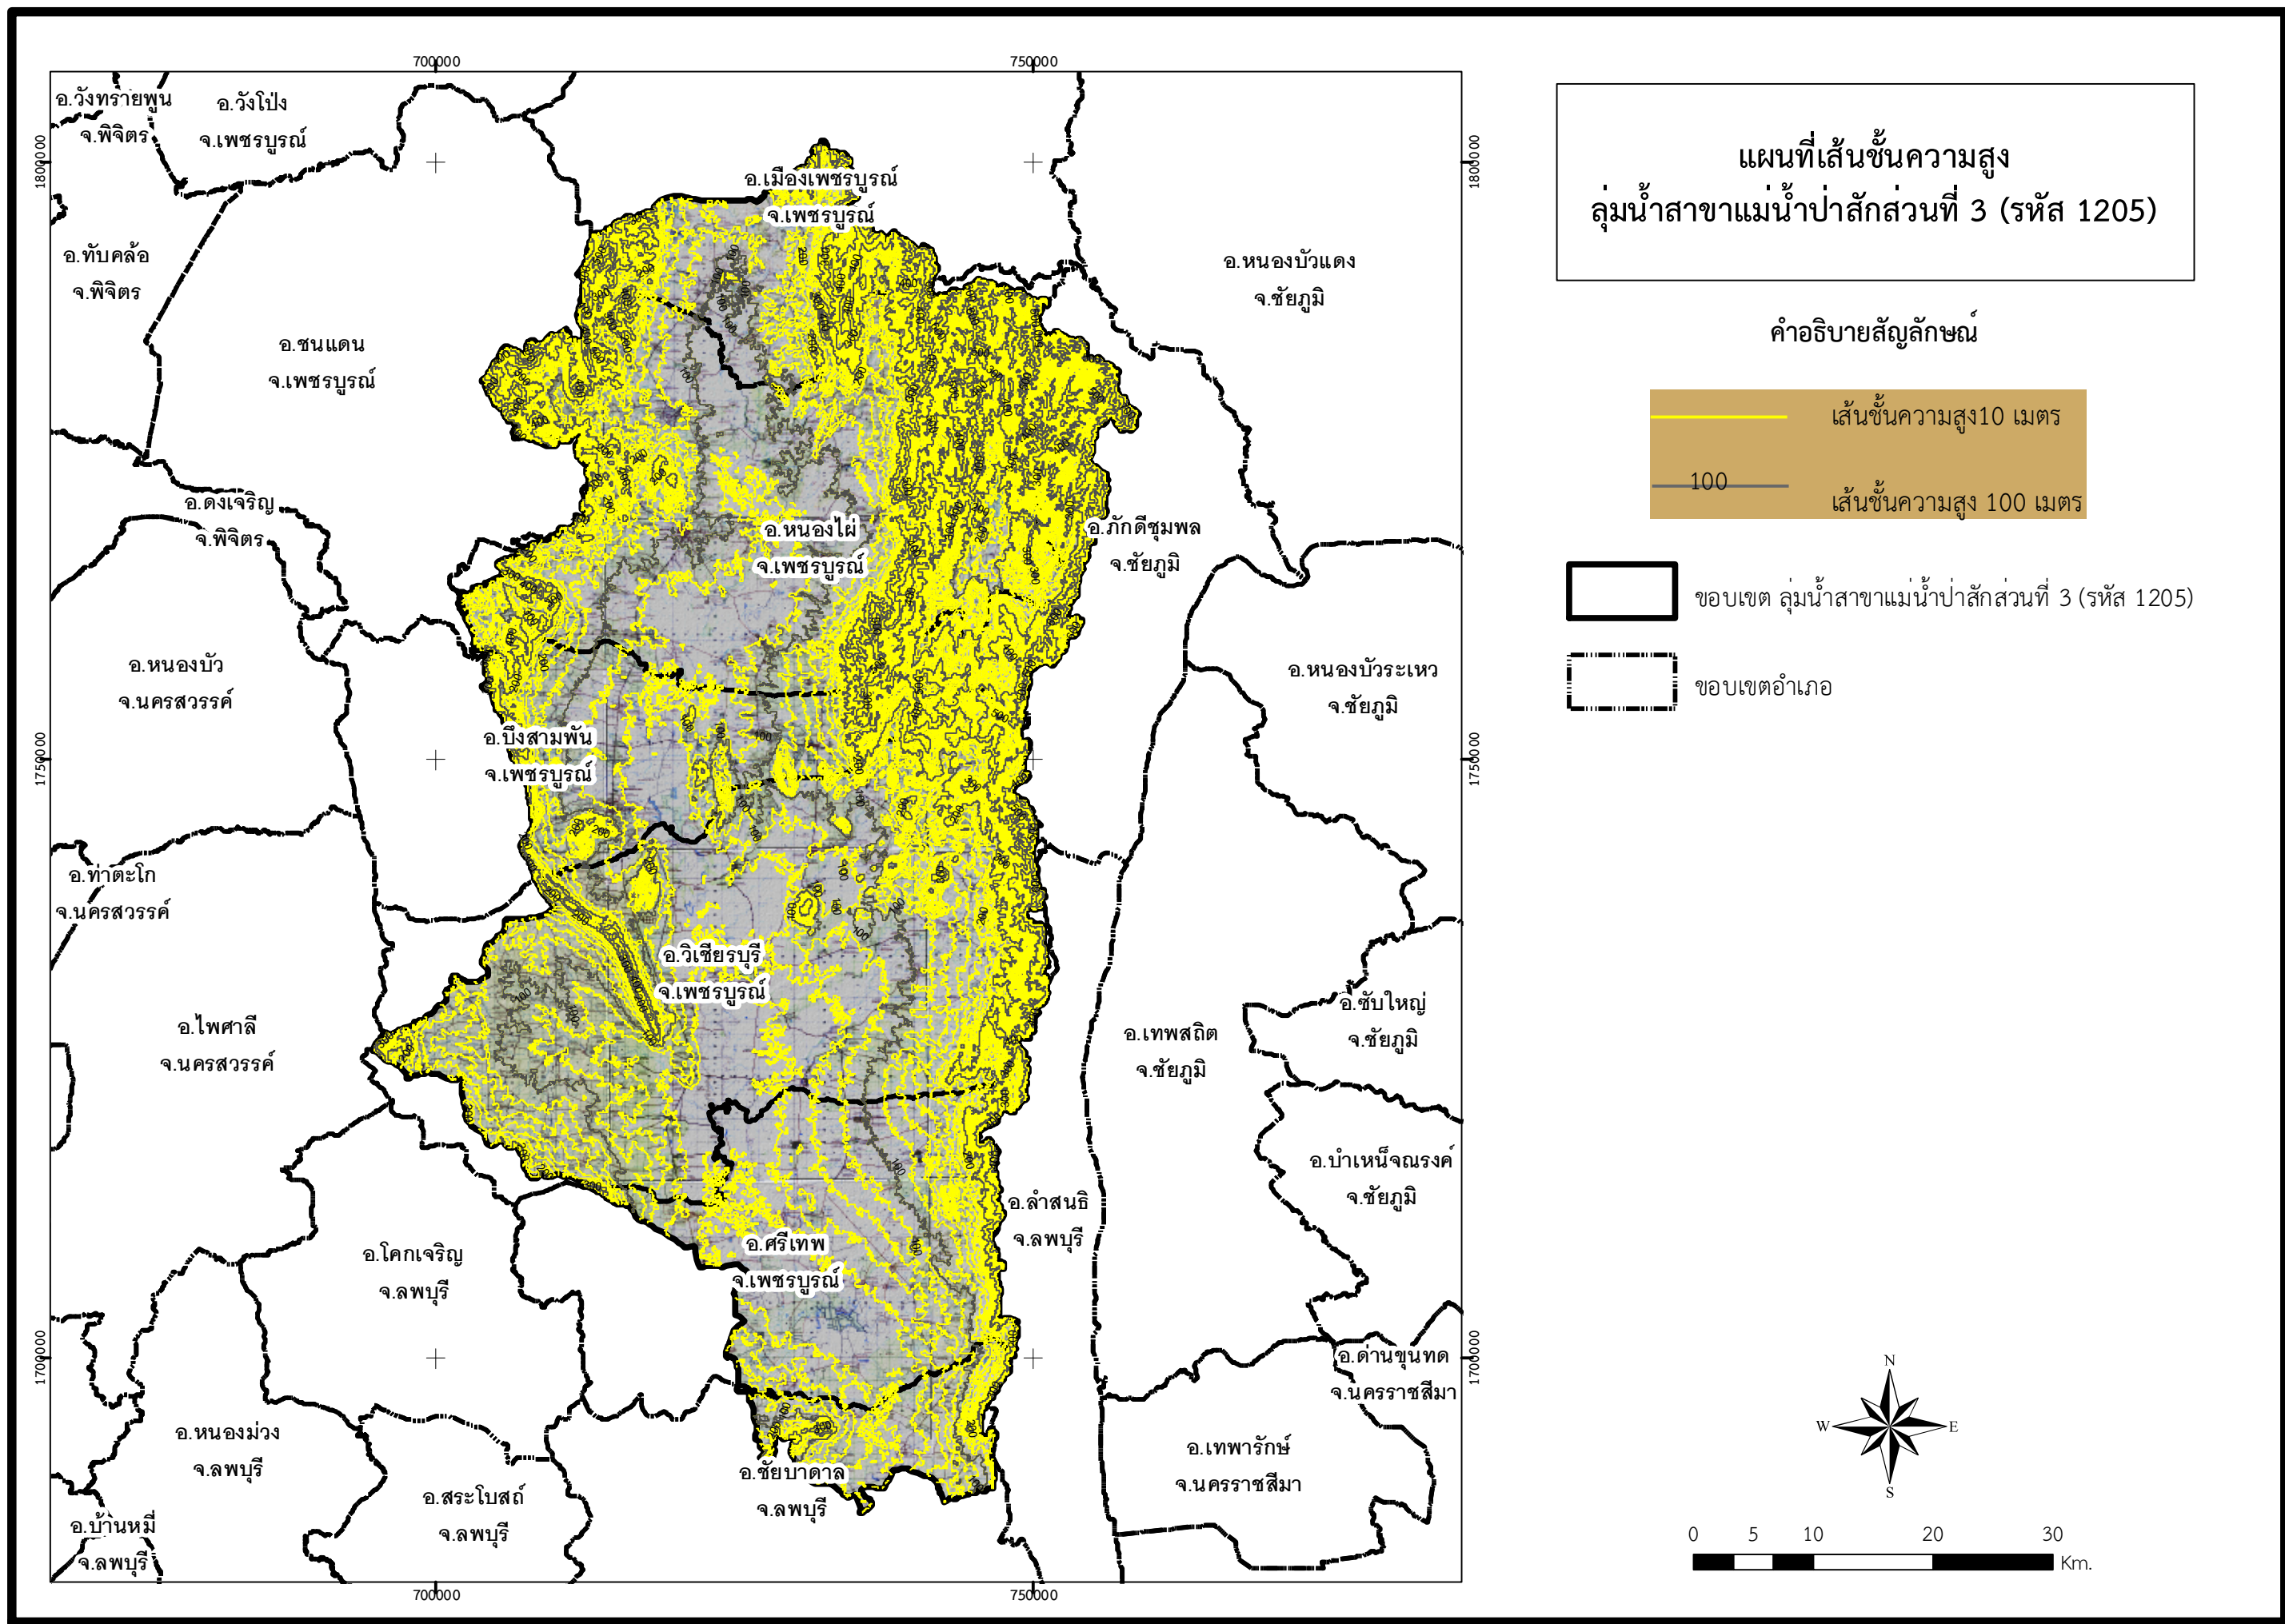 แผนที่เส้นชั้นความสูง
ลุ่มน้ำสาขาแม่น้ำป่าสักส่วนที่ 3 (รหัส 1205)
คำอธิบายสัญลักษณ์
เส้นชั้นความสูง10 เมตร
100
เส้นชั้นความสูง 100 เมตร
ขอบเขต ลุ่มน้ำสาขาแม่น้ำป่าสักส่วนที่ 3 (รหัส 1205)
ขอบเขตอำเภอ
N
W
E
S
0 5 10 20 30
Km.
700000
750000
1800000
1800000
1750000
1750000
1700000
1700000
700000
750000
อ.วังทรายพูน
จ.พิจิตร
อ.วังโป่ง
จ.เพชรบูรณ์
อ.เมืองเพชรบูรณ์
จ.เพชรบูรณ์
อ.ทับคล้อ
จ.พิจิตร
อ.หนองบัวแดง
จ.ชัยภูมิ
อ.ชนแดน
จ.เพชรบูรณ์
อ.ดงเจริญ
จ.พิจิตร
อ.หนองไผ่
จ.เพชรบูรณ์
อ.ภักดีชุมพล
จ.ชัยภูมิ
อ.หนองบัว
จ.นครสวรรค์
อ.หนองบัวระเหว
จ.ชัยภูมิ
อ.บึงสามพัน
จ.เพชรบูรณ์
อ.ท่าตะโก
จ.นครสวรรค์
อ.วิเชียรบุรี
จ.เพชรบูรณ์
อ.ไพศาลี
จ.นครสวรรค์
อ.เทพสถิต
จ.ชัยภูมิ
อ.ซับใหญ่
จ.ชัยภูมิ
อ.บำเหน็จณรงค์
จ.ชัยภูมิ
อ.ลำสนธิ
จ.ลพบุรี
อ.ศรีเทพ
จ.เพชรบูรณ์
อ.โคกเจริญ
จ.ลพบุรี
อ.ด่านขุนทด
จ.นครราชสีมา
อ.หนองม่วง
จ.ลพบุรี
อ.เทพารักษ์
จ.นครราชสีมา
อ.ชัยบาดาล
จ.ลพบุรี
อ.สระโบสถ์
จ.ลพบุรี
อ.บ้านหมี่
จ.ลพบุรี